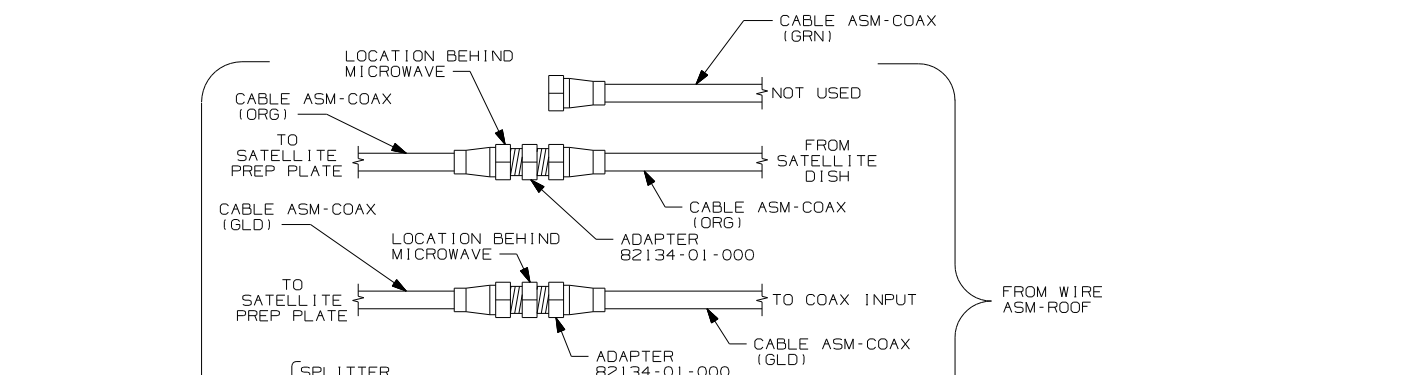 CABLE ASM-COAX
(GRN)
LOCATION BEHIND
MICROWAVE
NOT USED
CABLE ASM-COAX
(ORG)
TO
SATELLITE
PREP PLATE
FROM
SATELLITE
DISH
CABLE ASM-COAX
(ORG)
CABLE ASM-COAX
(GLD)
ADAPTER
82134-01-000
LOCATION BEHIND
MICROWAVE
TO
SATELLITE
PREP PLATE
TO COAX INPUT
FROM WIRE
ASM-ROOF
CABLE ASM-COAX
(GLD)
ADAPTER
82134-01-000
SPLITTER